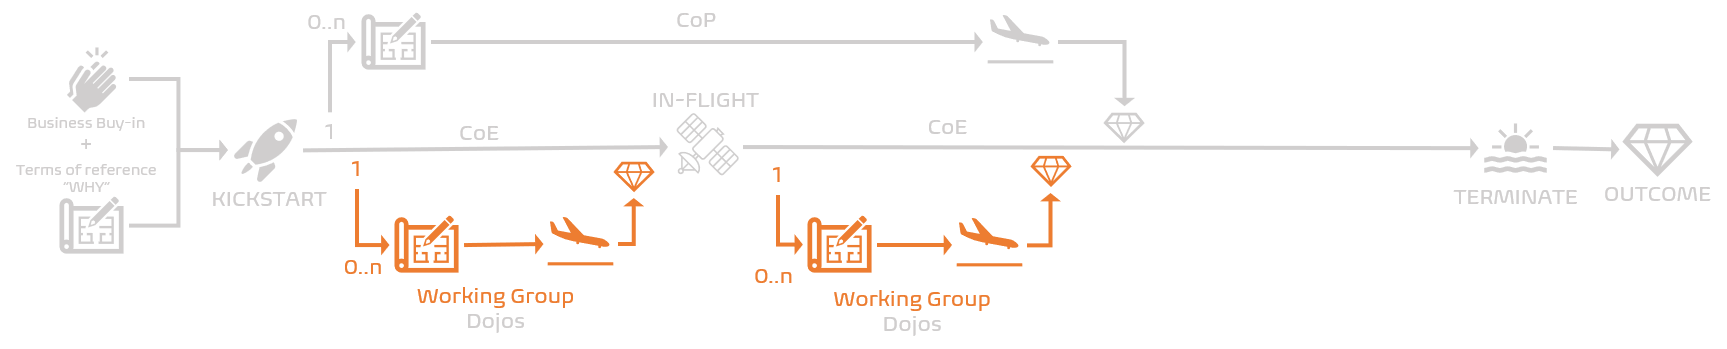 0..n
CoP
Business Buy-in
+
Terms of reference
"WHY"
KICKSTART
1
CoE
IN-FLIGHT
CoE
TERMINATE
OUTCOME
1
0..n
Working Group
Dojos
1
0..n
Working Group
Dojos